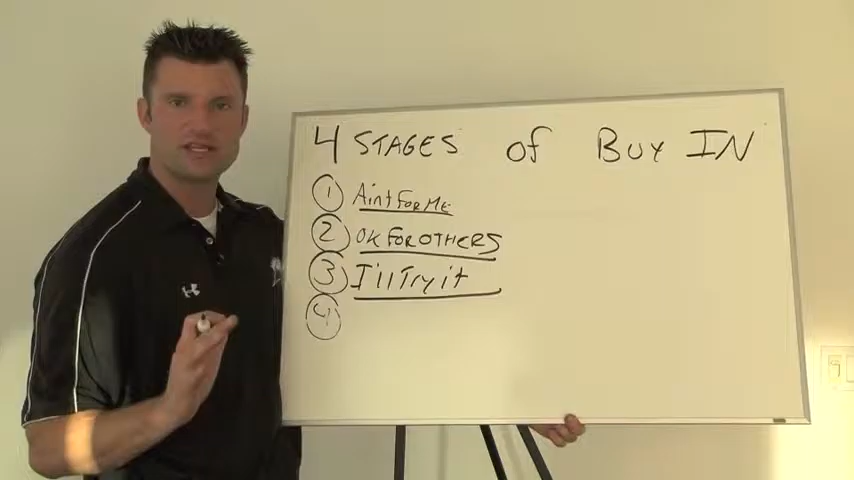 4 STAGES of BUY IN
1 Aint For Me
2 OK FOR OTHERS
3 I'll Try it
4